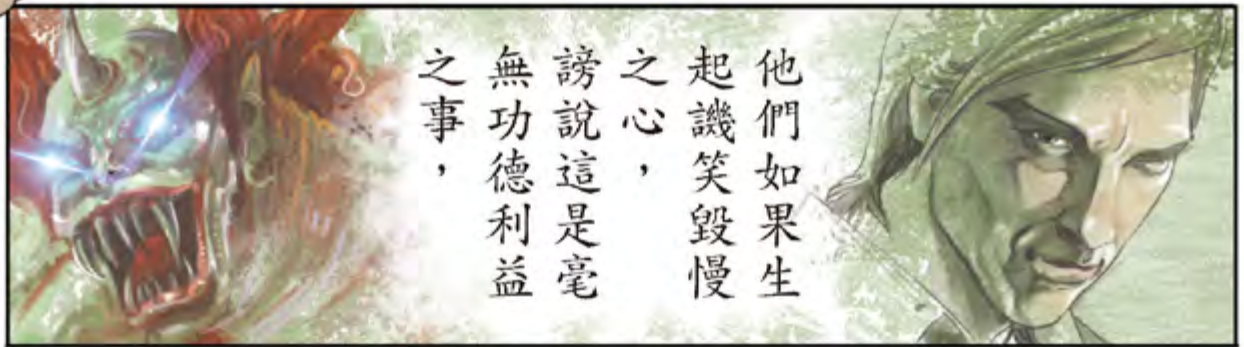 他們如果生
起譏笑毀慢
之心，
謗說這是毫
無功德利益
之事，